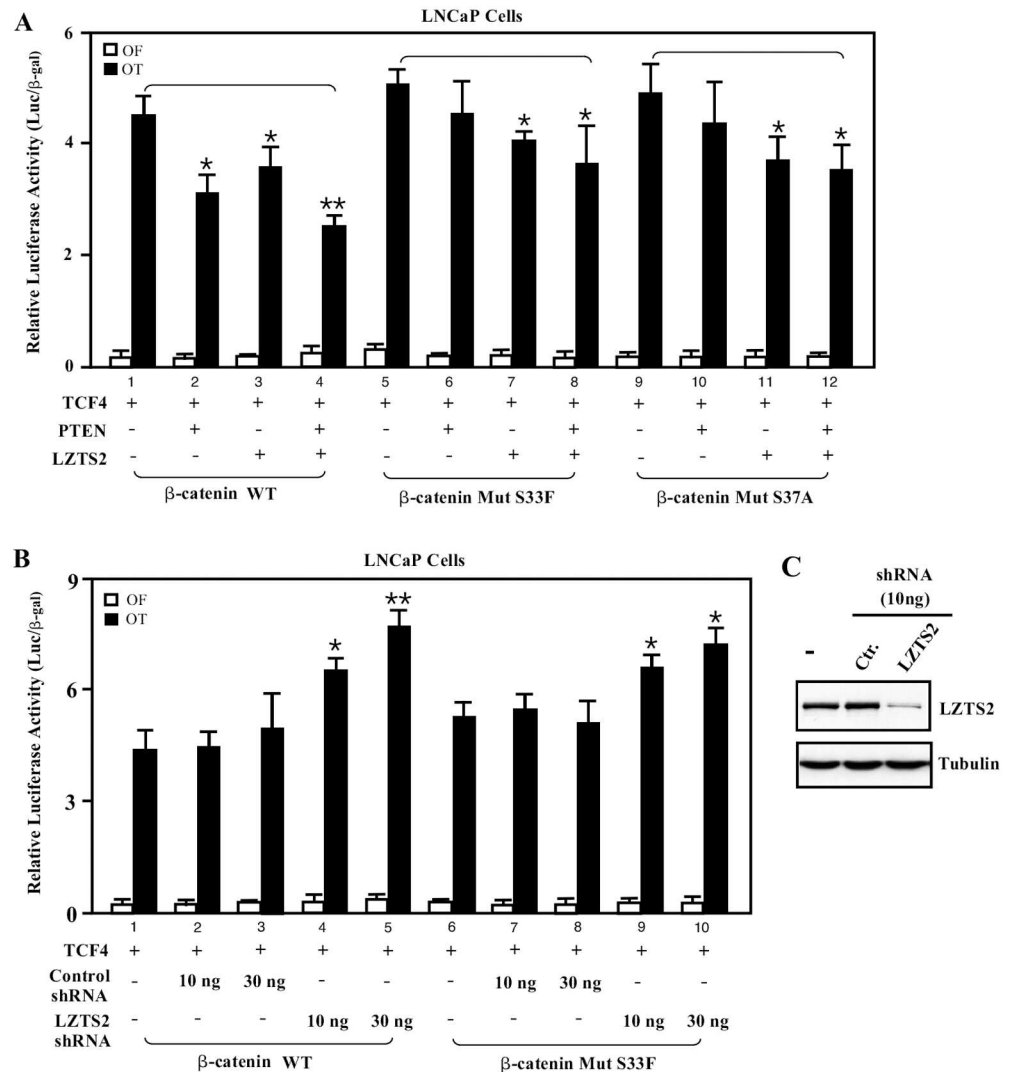 A
LNCaP Cells
Relative Luciferase Activity (Luc/β-gal)
6
4
2
0
OF
OT
* * ** * * * *
1 2 3 4 5 6 7 8 9 10 11 12
TCF4 + + + + + + + + + + + +
PTEN - + - + - + - + - + - +
LZTS2 - - + + - - + + - - + +
β-catenin WT β-catenin Mut S33F β-catenin Mut S37A
B
LNCaP Cells
Relative Luciferase Activity (Luc/β-gal)
9
6
3
0
OF
OT
* ** * *
1 2 3 4 5 6 7 8 9 10
TCF4 + + + + + + + + + +
Control
shRNA - 10 ng 30 ng - - - 10 ng 30 ng - -
LZTS2
shRNA - - - 10 ng 30 ng - - - 10 ng 30 ng
β-catenin WT β-catenin Mut S33F
C
shRNA
(10ng)
- Ctr. LZTS2
LZTS2
Tubulin